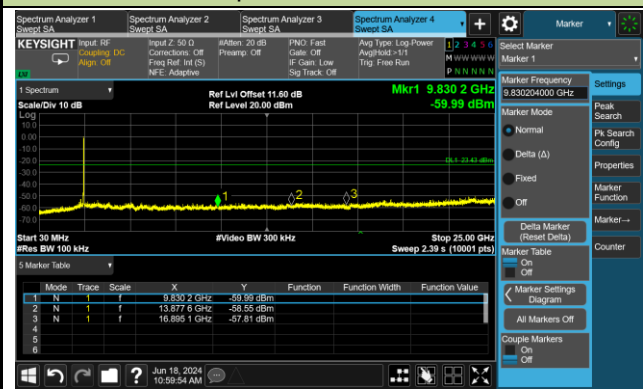 Spectrum Analyzer 1
Swept SA
Spectrum Analyzer 2
Swept SA
Spectrum Analyzer 3
Swept SA
Spectrum Analyzer 4
Swept SA
Marker
KEYSIGHT
Input: RF
Coupling: DC
Align: Off
Input Z: 50 Ω
Corrections: Off
Freq Ref: Int (S)
NFE: Adaptive
#Atten: 20 dB
Preamp: Off
PNO: Fast
Gate: Off
IF Gain: Low
Sig Track: Off
Avg Type: Log-Power
Avg|Hold:>1/1
Trig: Free Run
1 2 3 4 5 6
M W W W W W
P N N N N N
Select Marker
Marker 1
1 Spectrum
Scale/Div 10 dB
Ref Lvl Offset 11.60 dB
Ref Level 20.00 dBm
Mkr1 9.830 2 GHz
-59.99 dBm
Log
10.0
0.00
-10.0
-20.0
-30.0
-40.0
-50.0
-60.0
-70.0
DL1 -23.43 dBm
1
2
3
Start 30 MHz
#Res BW 100 kHz
#Video BW 300 kHz
Stop 25.00 GHz
Sweep 2.39 s (10001 pts)
5 Marker Table
Mode Trace Scale X Y Function Function Width Function Value
1 N 1 f 9.830 2 GHz -59.99 dBm
2 N 1 f 13.877 6 GHz -58.55 dBm
3 N 1 f 16.895 1 GHz -57.81 dBm
4
5
6
Marker Frequency
9.830204000 GHz
Marker Mode
Normal
Delta (Δ)
Fixed
Off
Delta Marker
(Reset Delta)
Marker Table
On
Off
Marker Settings
Diagram
All Markers Off
Couple Markers
On
Off
Settings
Peak
Search
Pk Search
Config
Properties
Marker
Function
Marker→
Counter
Jun 18, 2024
10:59:54 AM